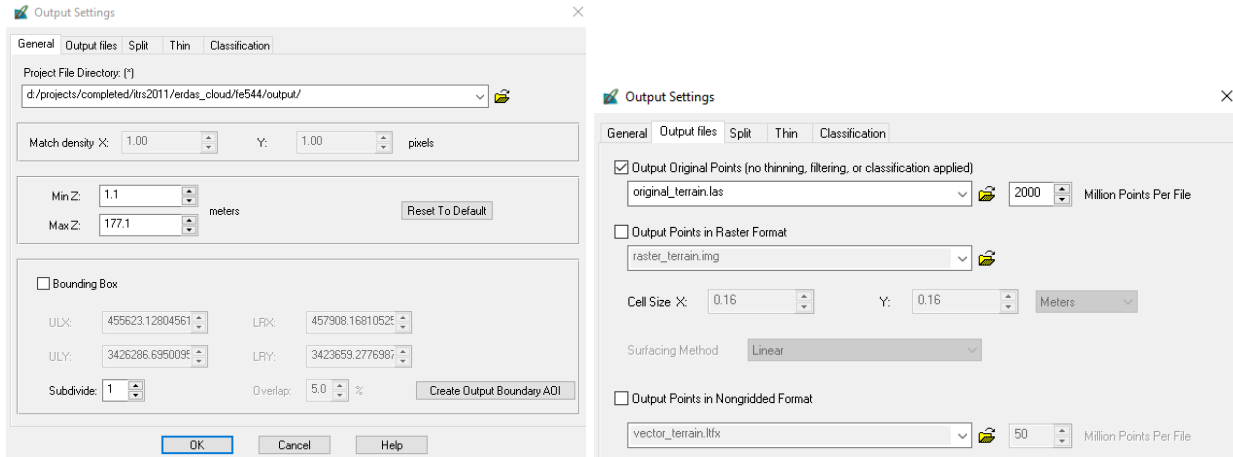 Output Settings
General Output files Split Thin Classification
Project File Directory: (*)
d:/projects/completed/itrs2011/erdas_cloud/fe544/output/
Match density X: 1.00 Y: 1.00 pixels
Min Z: 1.1
meters
Reset To Default
Max Z: 177.1
Bounding Box
ULX: 455623.12804561 LRX: 457908.16810525
ULY: 3426286.6950095 LRY: 3423659.2776987
Subdivide: 1 Overlap: 5.0 % Create Output Boundary AOI
OK Cancel Help
Output Settings
General Output files Split Thin Classification
Output Original Points (no thinning, filtering, or classification applied)
original_terrain.las 2000 Million Points Per File
Output Points in Raster Format
raster_terrain.img
Cell Size X: 0.16 Y: 0.16 Meters
Surfacing Method Linear
Output Points in Nongridded Format
vector_terrain.ltfx 50 Million Points Per File